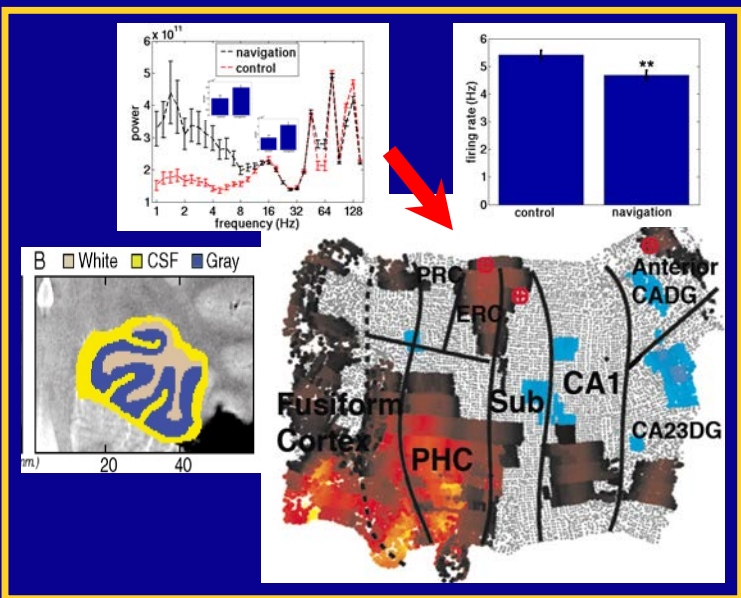 6 x 10^11
navigation
control
5
4
3
2
1
power
1 2 4 8 16 32 64 128
frequency (Hz)
6
5
4
3
2
1
0
firing rate (Hz)
**
control navigation
B White CSF Gray
nm.) 20 40
PRC
ERC
Anterior
CADG
Fusiform
Cortex
PHC
Sub
CA1
CA23DG